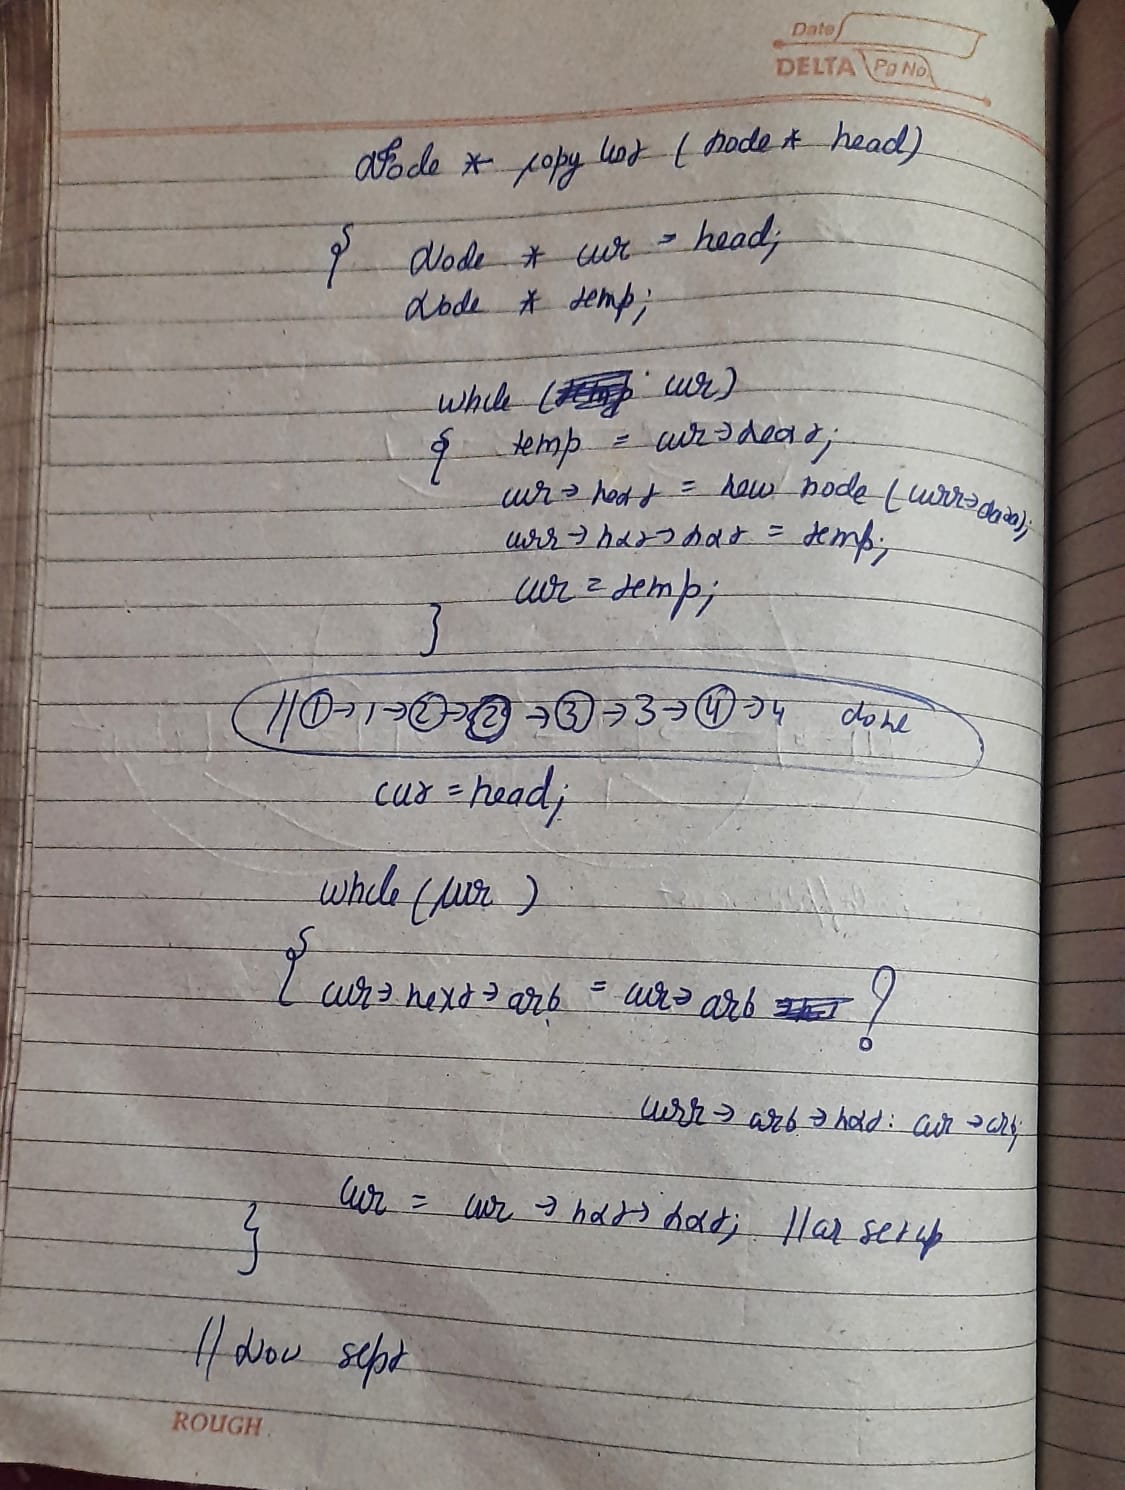 Date
DELTA Pg No.
Node * copy list (node * head)
{ Node * cur = head;
Node * temp;
while ( cur)
{ temp = cur→next;
cur→next = new node (curr→data);
curr→next→next = temp;
cur = temp;
}
// ①→1→②→②→③→3→④→4 done
cur = head;
while (cur )
{ cur→next→arb = cur→arb ?
curr→arb→next : cur→arb;
cur = cur →next→next; // ar setup
}
// Now sept
ROUGH